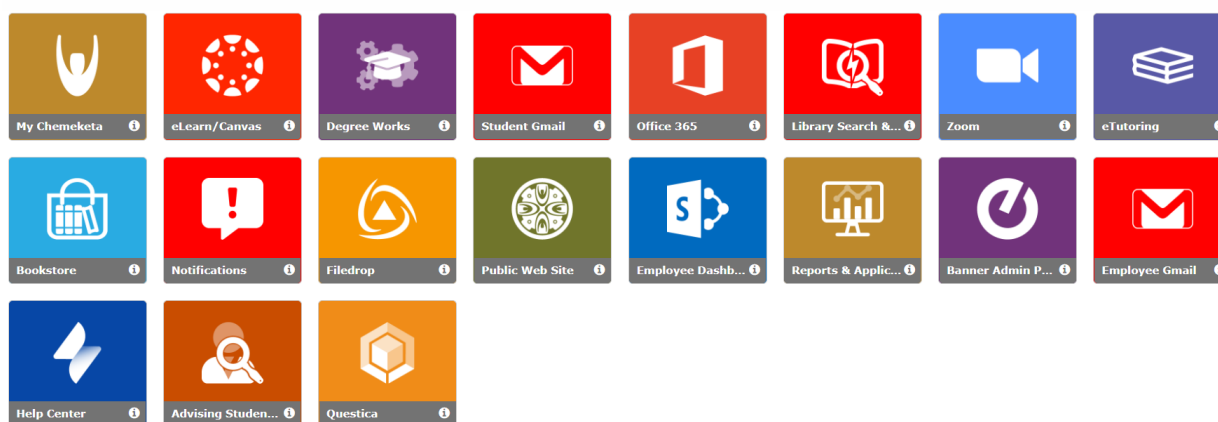 My Chemeketa
eLearn/Canvas
Degree Works
Student Gmail
Office 365
Library Search &...
Zoom
eTutoring
S
Bookstore
Notifications
Filedrop
Public Web Site
Employee Dashb...
Reports & Applic...
Banner Admin P...
Employee Gmail
Help Center
Advising Studen...
Questica